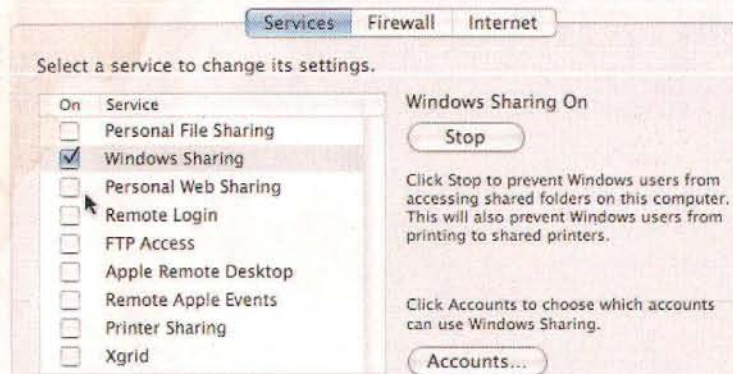 Services Firewall Internet
Select a service to change its settings.
On Service
Personal File Sharing
Windows Sharing
Personal Web Sharing
Remote Login
FTP Access
Apple Remote Desktop
Remote Apple Events
Printer Sharing
Xgrid
Windows Sharing On
Stop
Click Stop to prevent Windows users from
accessing shared folders on this computer.
This will also prevent Windows users from
printing to shared printers.
Click Accounts to choose which accounts
can use Windows Sharing.
Accounts...